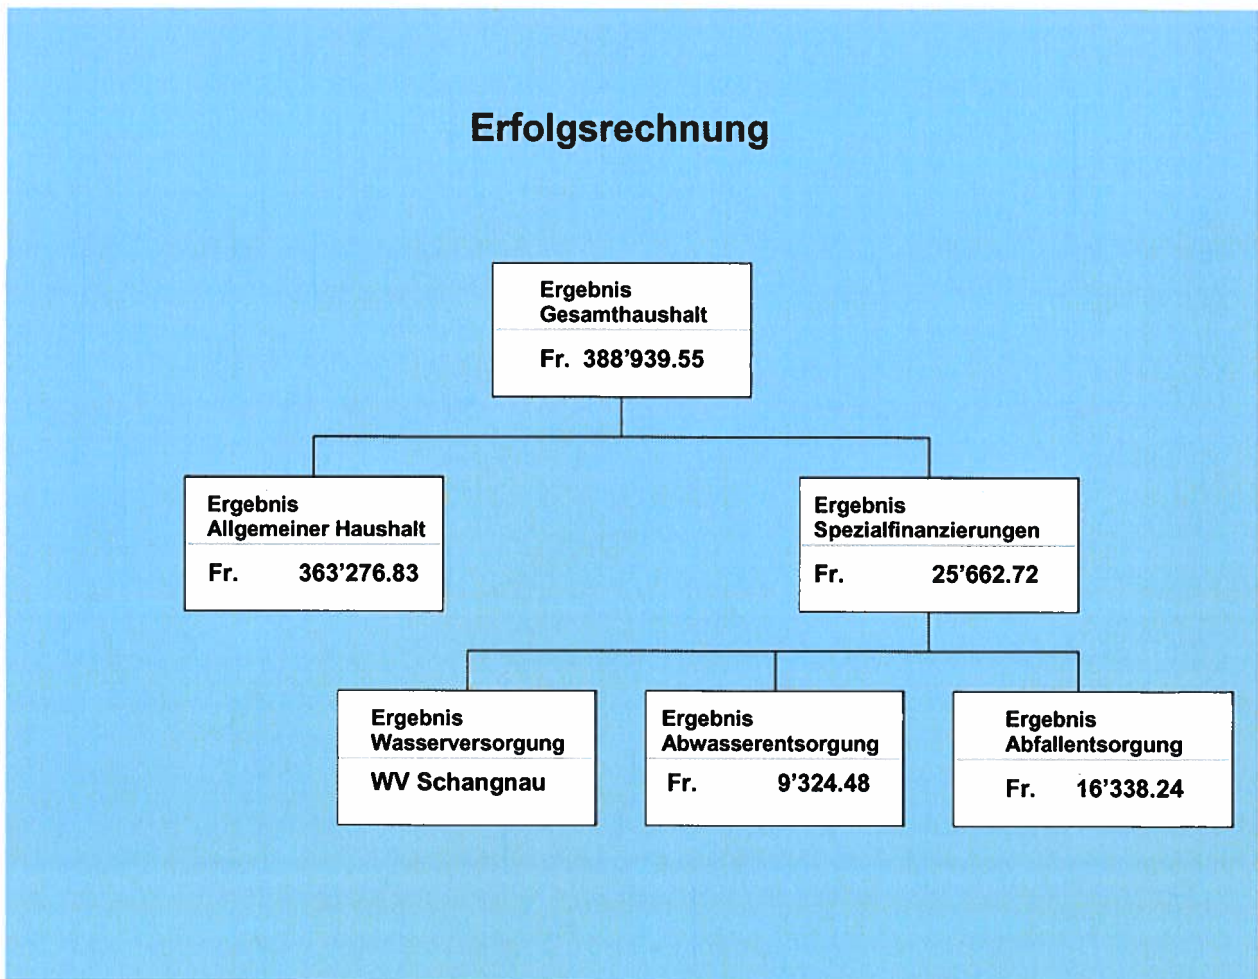 Erfolgsrechnung
Ergebnis
Gesamthaushalt
Fr. 388'939.55
Ergebnis
Allgemeiner Haushalt
Fr. 363'276.83
Ergebnis
Spezialfinanzierungen
Fr. 25'662.72
Ergebnis
Wasserversorgung
WV Schangnau
Ergebnis
Abwasserentsorgung
Fr. 9'324.48
Ergebnis
Abfallentsorgung
Fr. 16'338.24